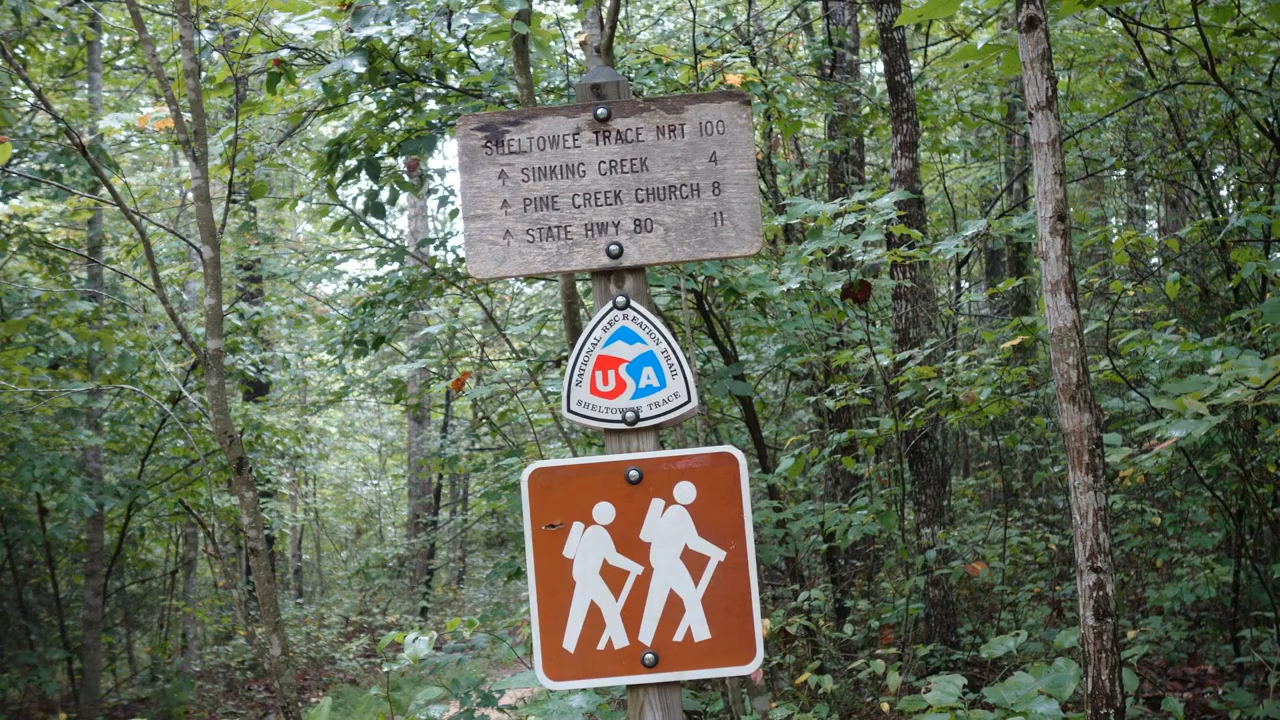 SHELTOWEE TRACE NRT 100
↑ SINKING CREEK 4
↑ PINE CREEK CHURCH 8
↑ STATE HWY 80 11
NATIONAL RECREATION TRAIL
USA
SHELTOWEE TRACE